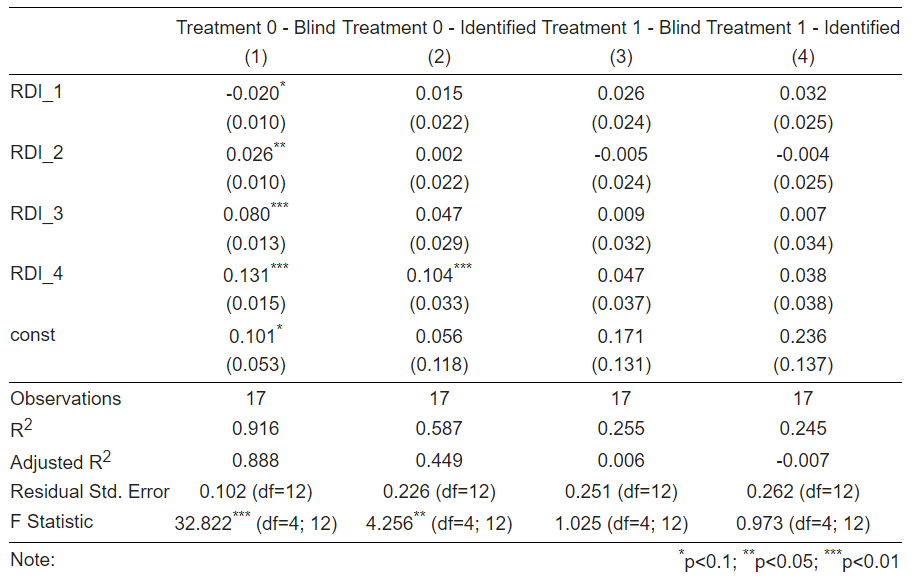 Treatment 0 - Blind Treatment 0 - Identified Treatment 1 - Blind Treatment 1 - Identified
(1) (2) (3) (4)
RDI_1 -0.020* 0.015 0.026 0.032
(0.010) (0.022) (0.024) (0.025)
RDI_2 0.026** 0.002 -0.005 -0.004
(0.010) (0.022) (0.024) (0.025)
RDI_3 0.080*** 0.047 0.009 0.007
(0.013) (0.029) (0.032) (0.034)
RDI_4 0.131*** 0.104*** 0.047 0.038
(0.015) (0.033) (0.037) (0.038)
const 0.101* 0.056 0.171 0.236
(0.053) (0.118) (0.131) (0.137)
Observations 17 17 17 17
R2 0.916 0.587 0.255 0.245
Adjusted R2 0.888 0.449 0.006 -0.007
Residual Std. Error 0.102 (df=12) 0.226 (df=12) 0.251 (df=12) 0.262 (df=12)
F Statistic 32.822*** (df=4; 12) 4.256** (df=4; 12) 1.025 (df=4; 12) 0.973 (df=4; 12)
Note: *p<0.1; **p<0.05; ***p<0.01